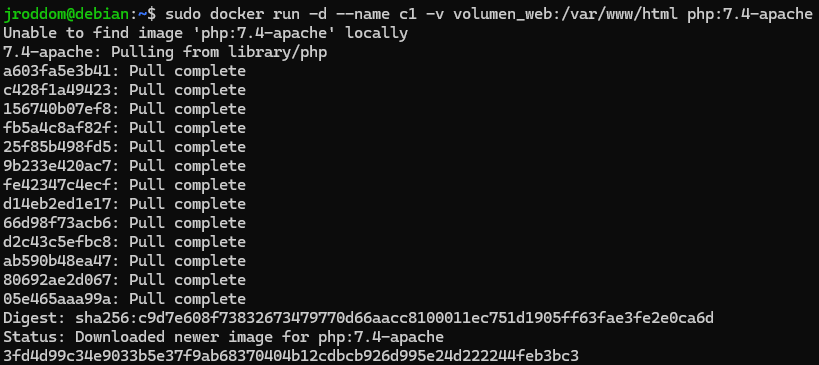 jroddom@debian:~$ sudo docker run -d --name c1 -v volumen_web:/var/www/html php:7.4-apache
Unable to find image 'php:7.4-apache' locally
7.4-apache: Pulling from library/php
a603fa5e3b41: Pull complete
c428f1a49423: Pull complete
156740b07ef8: Pull complete
fb5a4c8af82f: Pull complete
25f85b498fd5: Pull complete
9b233e420ac7: Pull complete
fe42347c4ecf: Pull complete
d14eb2ed1e17: Pull complete
66d98f73acb6: Pull complete
d2c43c5efbc8: Pull complete
ab590b48ea47: Pull complete
80692ae2d067: Pull complete
05e465aaa99a: Pull complete
Digest: sha256:c9d7e608f73832673479770d66aacc8100011ec751d1905ff63fae3fe2e0ca6d
Status: Downloaded newer image for php:7.4-apache
3fd4d99c34e9033b5e37f9ab68370404b12cdbcb926d995e24d222244feb3bc3